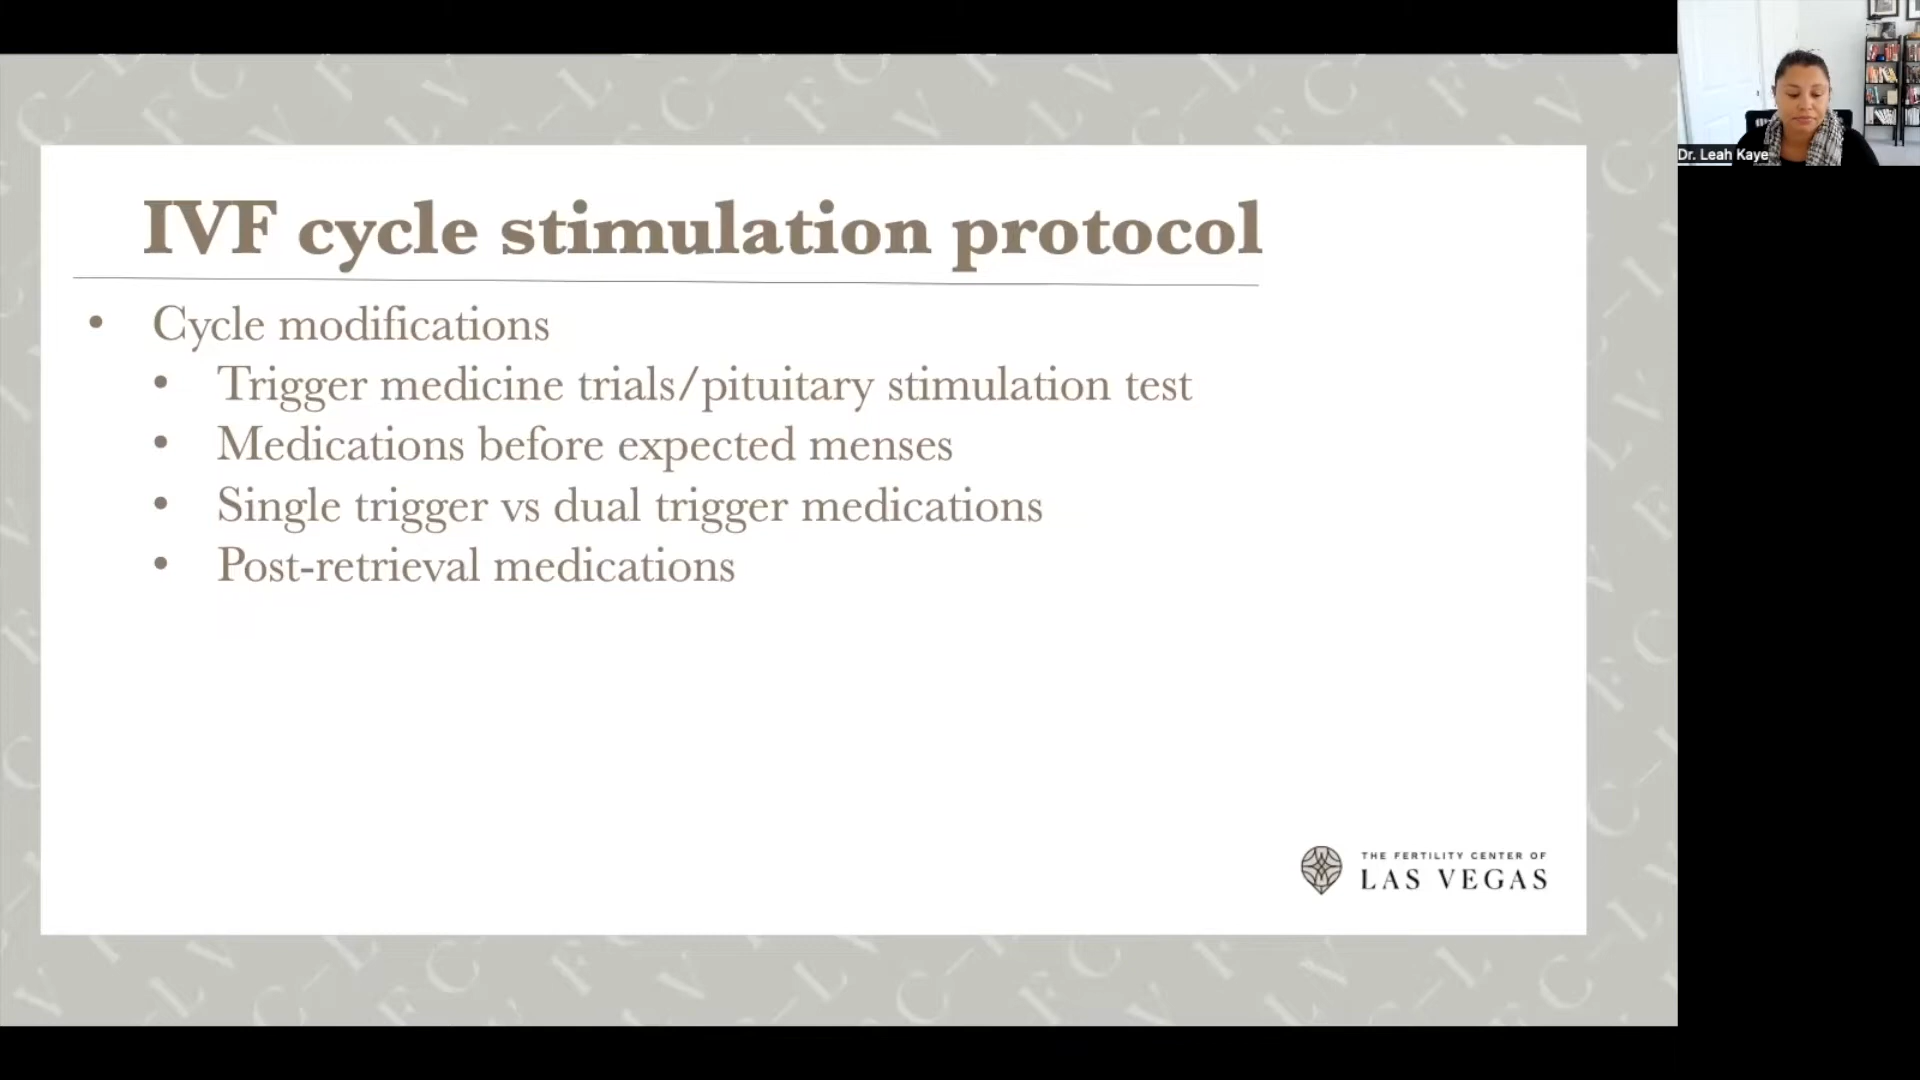 IVF cycle stimulation protocol
• Cycle modifications
• Trigger medicine trials/pituitary stimulation test
• Medications before expected menses
• Single trigger vs dual trigger medications
• Post-retrieval medications
THE FERTILITY CENTER OF
LAS VEGAS
Dr. Leah Kaye